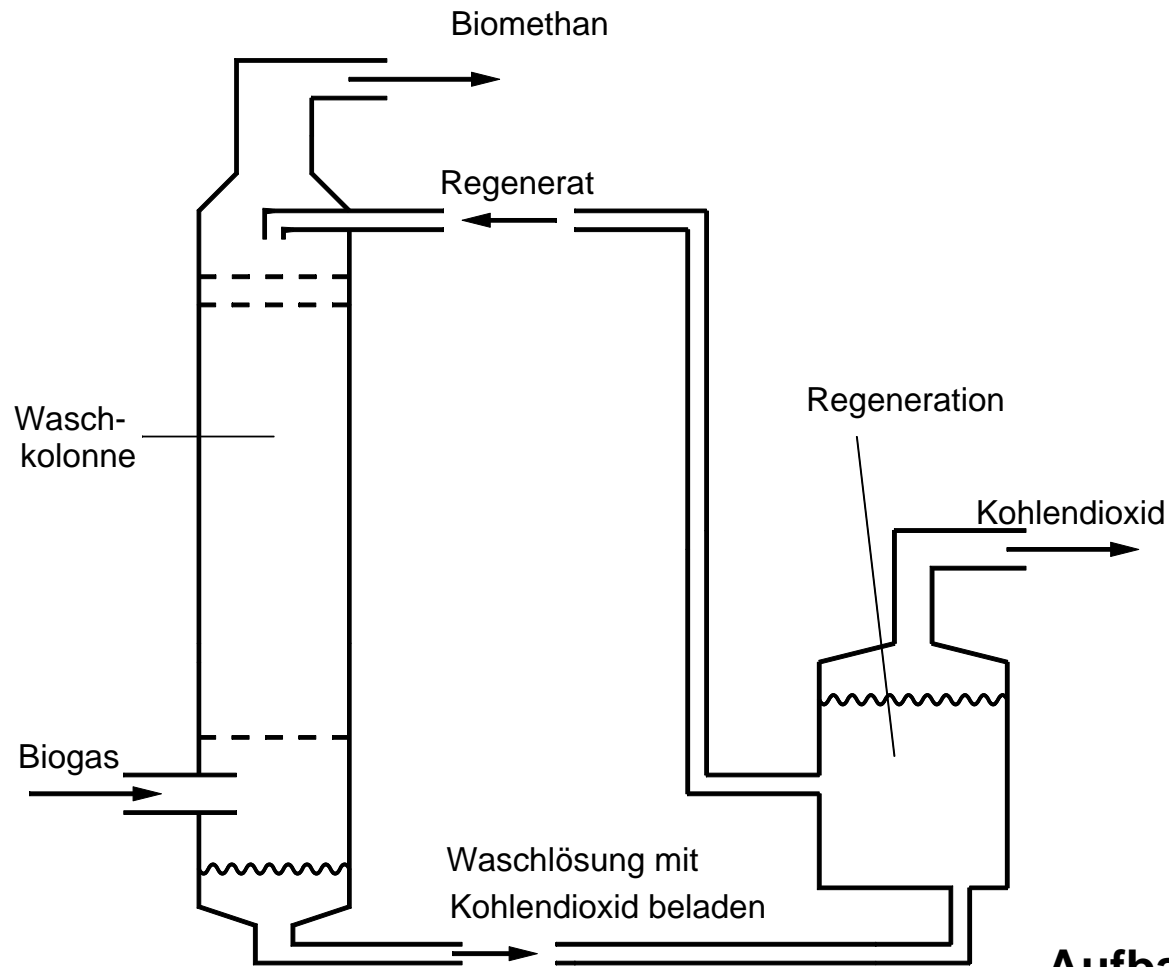 Biomethan
Regenerat
Regeneration
Wasch-
kolonne
Kohlendioxid
Biogas
Waschlösung mit
Kohlendioxid beladen